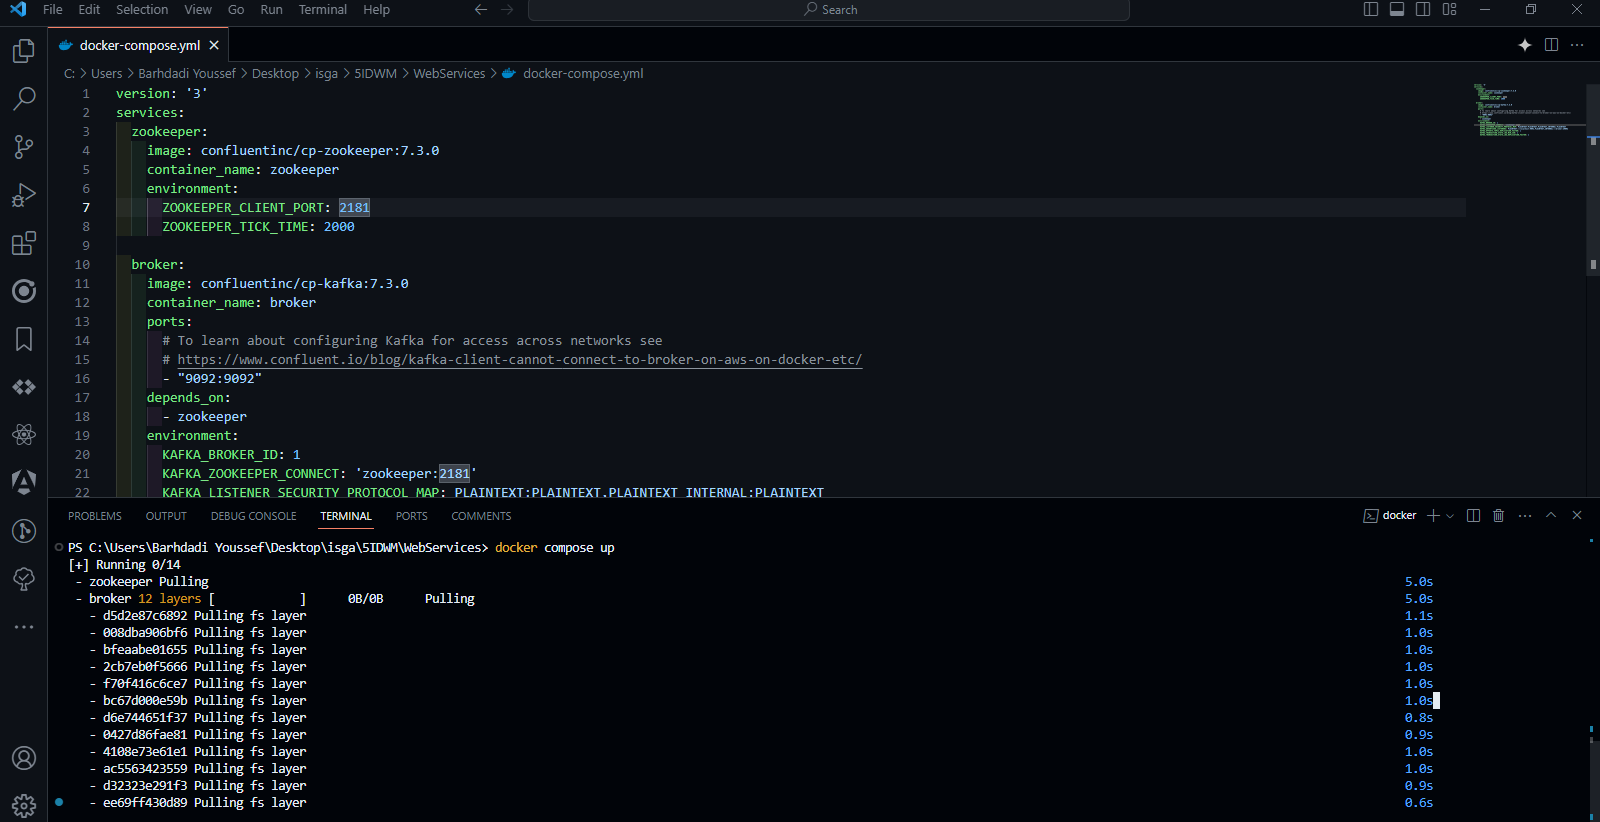 File Edit Selection View Go Run Terminal Help
Search
docker-compose.yml
C: > Users > Barhdadi Youssef > Desktop > isga > 5IDWM > WebServices > docker-compose.yml
1 version: '3'
2 services:
3 zookeeper:
4 image: confluentinc/cp-zookeeper:7.3.0
5 container_name: zookeeper
6 environment:
7 ZOOKEEPER_CLIENT_PORT: 2181
8 ZOOKEEPER_TICK_TIME: 2000
9
10 broker:
11 image: confluentinc/cp-kafka:7.3.0
12 container_name: broker
13 ports:
14 # To learn about configuring Kafka for access across networks see
15 # https://www.confluent.io/blog/kafka-client-cannot-connect-to-broker-on-aws-on-docker-etc/
16 - "9092:9092"
17 depends_on:
18 - zookeeper
19 environment:
20 KAFKA_BROKER_ID: 1
21 KAFKA_ZOOKEEPER_CONNECT: 'zookeeper:2181'
22 KAFKA_LISTENER_SECURITY_PROTOCOL_MAP: PLAINTEXT:PLAINTEXT,PLAINTEXT_INTERNAL:PLAINTEXT
PROBLEMS OUTPUT DEBUG CONSOLE TERMINAL PORTS COMMENTS
docker
PS C:\Users\Barhdadi Youssef\Desktop\isga\5IDWM\WebServices> docker compose up
[+] Running 0/14
- zookeeper Pulling 5.0s
- broker 12 layers [ ] 0B/0B Pulling 5.0s
- d5d2e87c6892 Pulling fs layer 1.1s
- 008dba906bf6 Pulling fs layer 1.0s
- bfeaabe01655 Pulling fs layer 1.0s
- 2cb7eb0f5666 Pulling fs layer 1.0s
- f70f416c6ce7 Pulling fs layer 1.0s
- bc67d000e59b Pulling fs layer 1.0s
- d6e744651f37 Pulling fs layer 0.8s
- 0427d86fae81 Pulling fs layer 0.9s
- 4108e73e61e1 Pulling fs layer 1.0s
- ac5563423559 Pulling fs layer 1.0s
- d32323e291f3 Pulling fs layer 0.9s
- ee69ff430d89 Pulling fs layer 0.6s